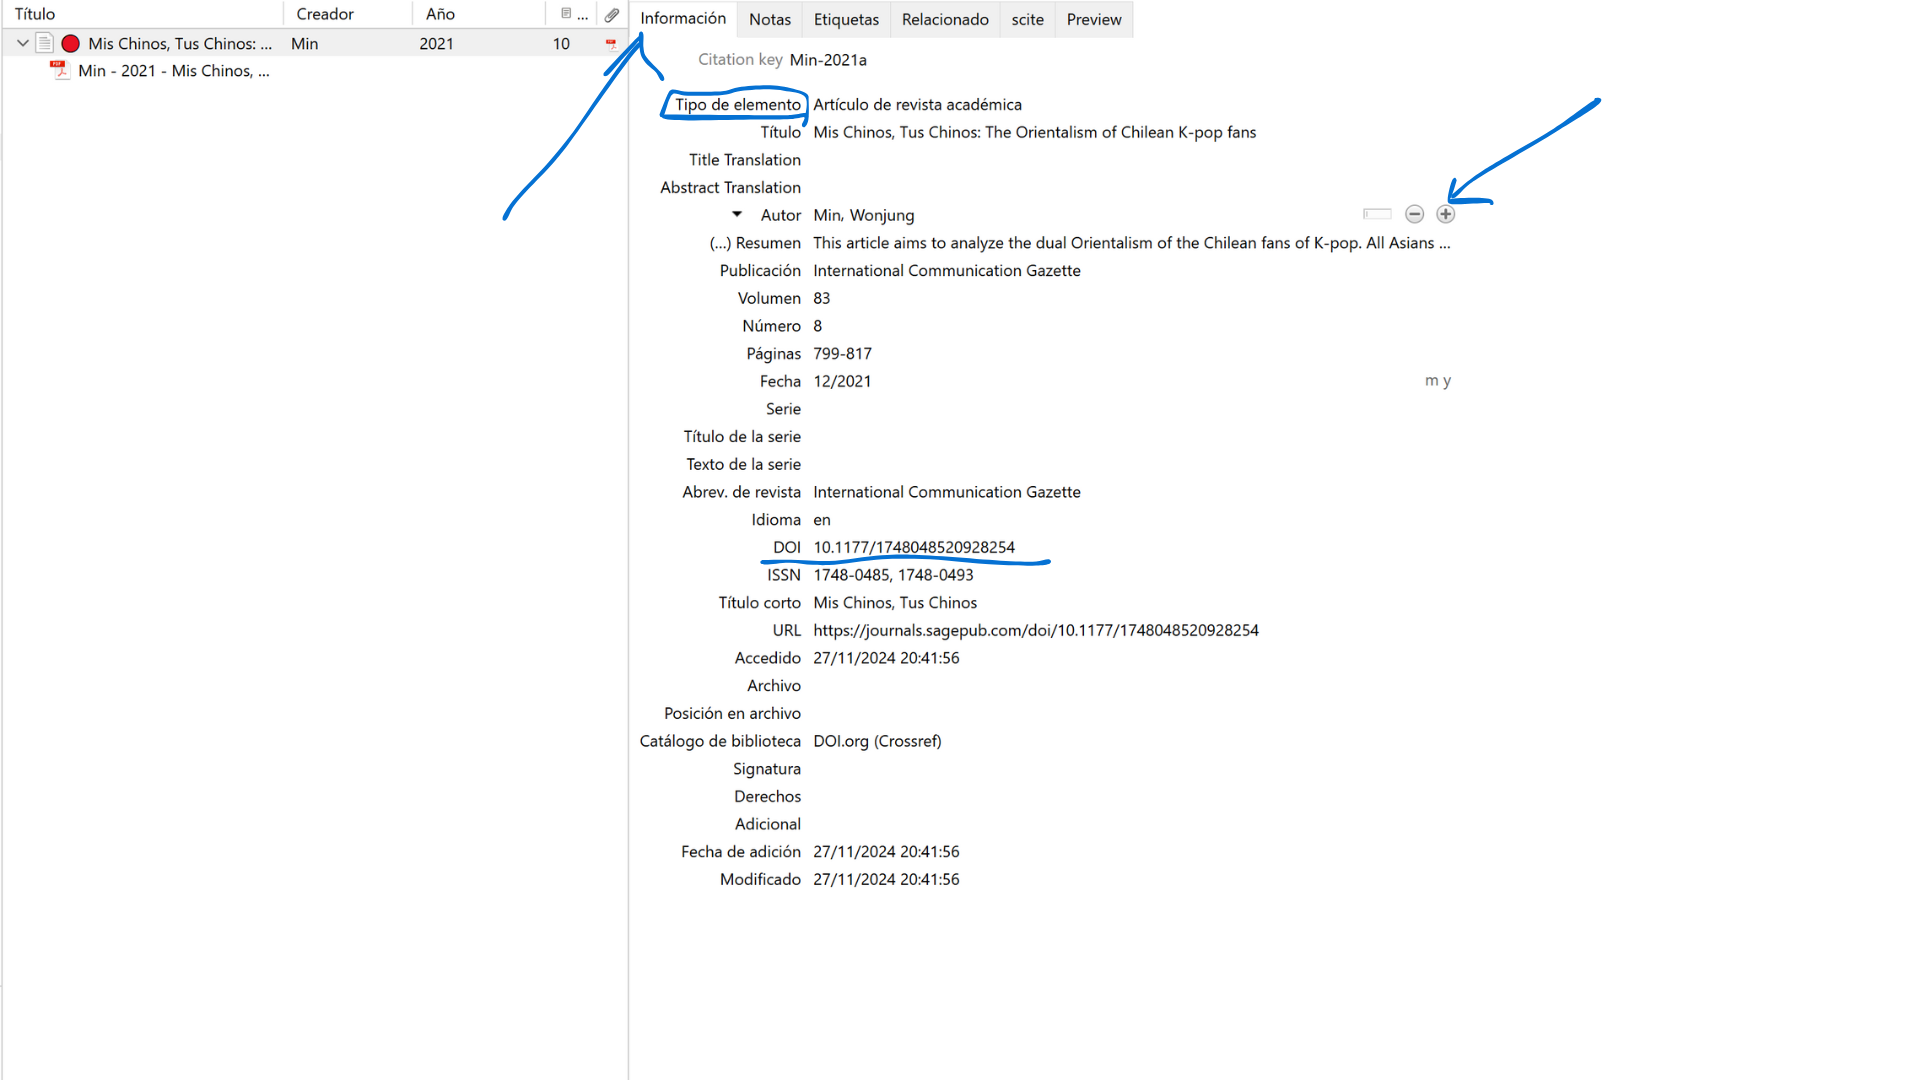 Título Creador Año ...
Mis Chinos, Tus Chinos: ... Min 2021 10
Min - 2021 - Mis Chinos, ...
Información Notas Etiquetas Relacionado scite Preview
Citation key Min-2021a
Tipo de elemento Artículo de revista académica
Título Mis Chinos, Tus Chinos: The Orientalism of Chilean K-pop fans
Title Translation
Abstract Translation
Autor Min, Wonjung
(...) Resumen This article aims to analyze the dual Orientalism of the Chilean fans of K-pop. All Asians ...
Publicación International Communication Gazette
Volumen 83
Número 8
Páginas 799-817
Fecha 12/2021 m y
Serie
Título de la serie
Texto de la serie
Abrev. de revista International Communication Gazette
Idioma en
DOI 10.1177/1748048520928254
ISSN 1748-0485, 1748-0493
Título corto Mis Chinos, Tus Chinos
URL https://journals.sagepub.com/doi/10.1177/1748048520928254
Accedido 27/11/2024 20:41:56
Archivo
Posición en archivo
Catálogo de biblioteca DOI.org (Crossref)
Signatura
Derechos
Adicional
Fecha de adición 27/11/2024 20:41:56
Modificado 27/11/2024 20:41:56